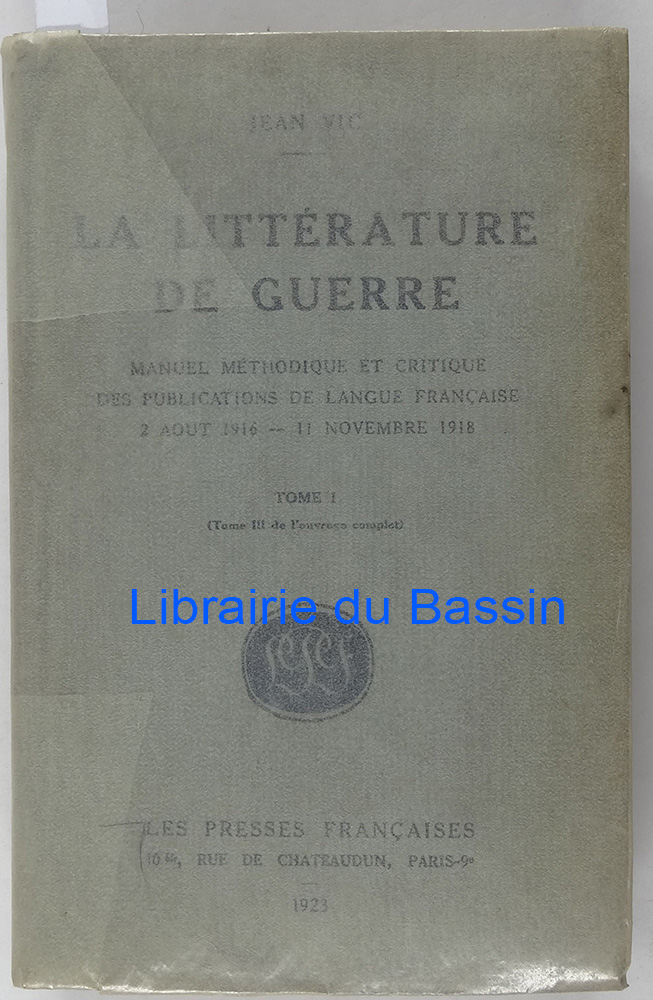 JEAN VIC
LA LITTÉRATURE
DE GUERRE
MANUEL MÉTHODIQUE ET CRITIQUE
DES PUBLICATIONS DE LANGUE FRANÇAISE
2 AOUT 1916 — 11 NOVEMBRE 1918
TOME I
(Tome III de l'ouvrage complet)
Librairie du Bassin
LES PRESSES FRANÇAISES
10 bis, RUE DE CHATEAUDUN, PARIS-9e
1923